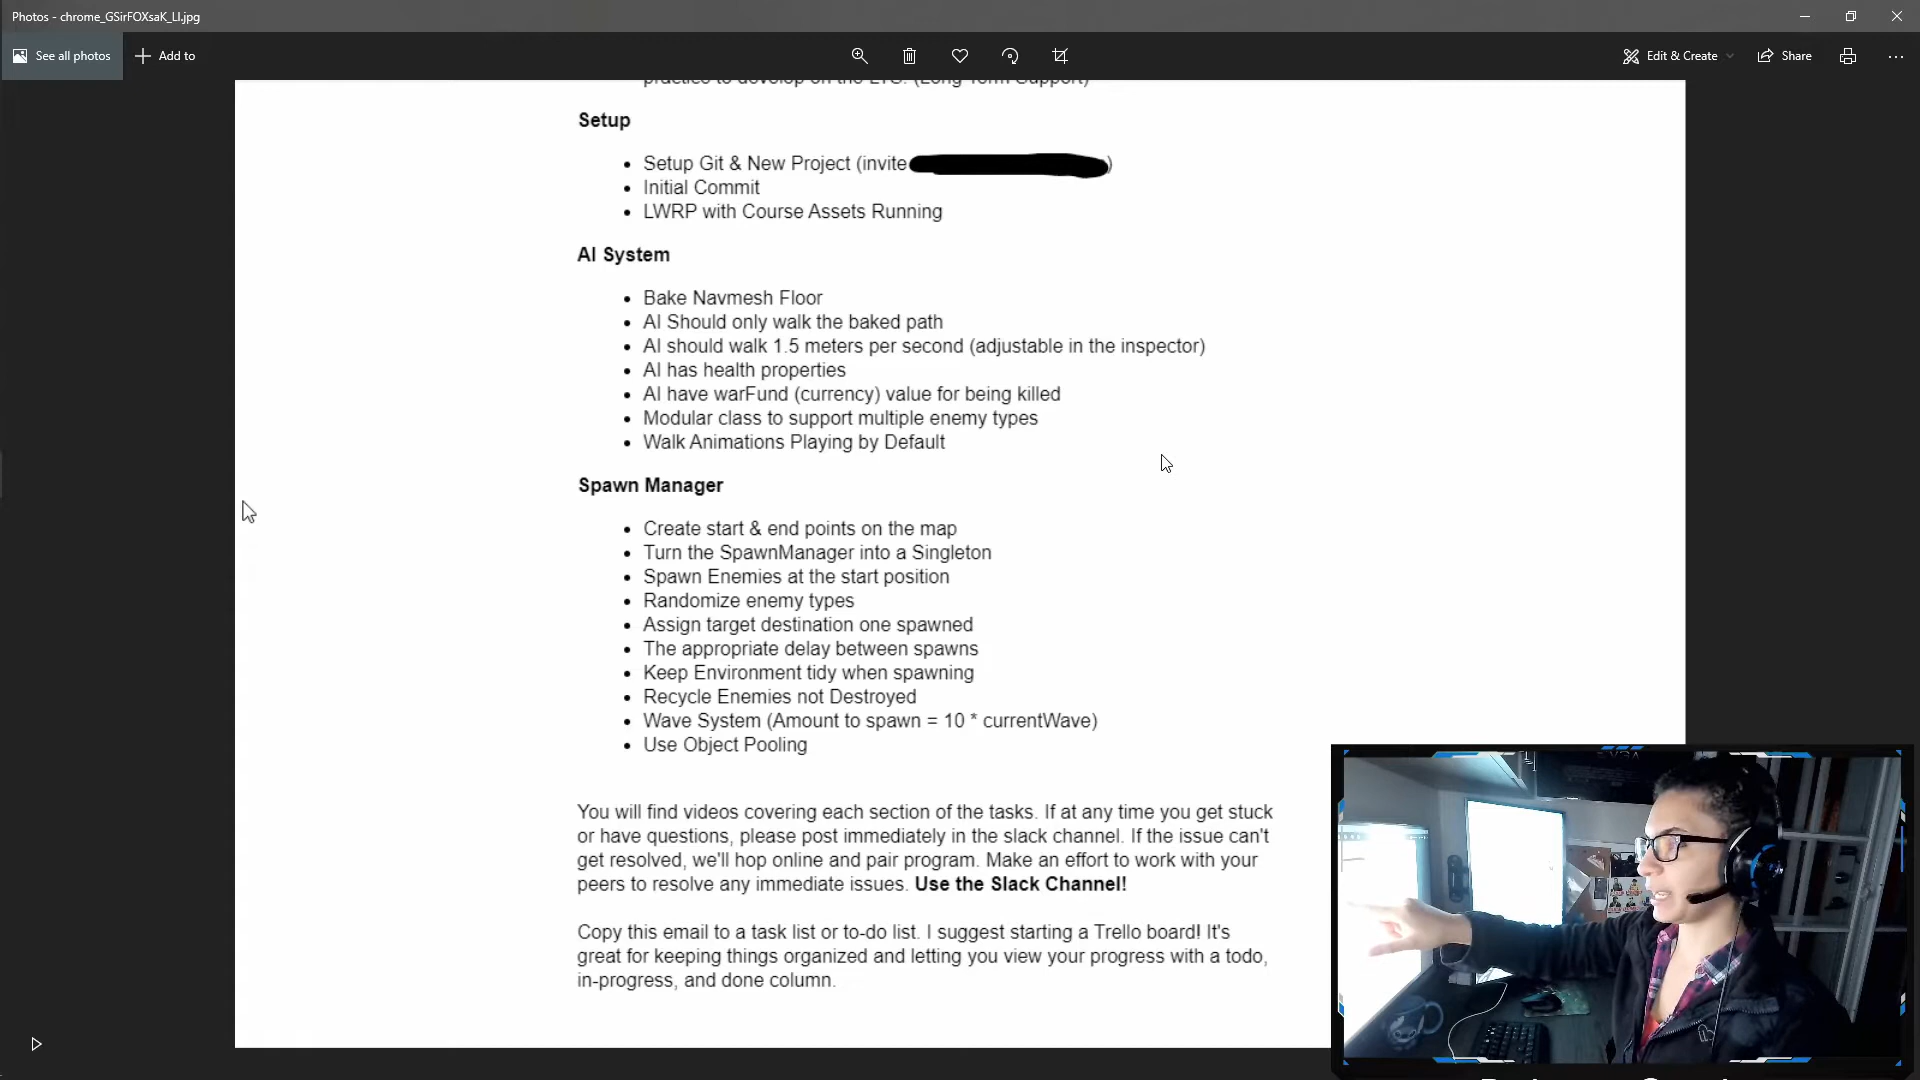 Photos - chrome_GSirFOXsaK_LI.jpg
See all photos
Add to
Edit & Create
Share
practice to develop on the LTS. (Long Term Support)
Setup
Setup Git & New Project (invite )
Initial Commit
LWRP with Course Assets Running
AI System
Bake Navmesh Floor
AI Should only walk the baked path
AI should walk 1.5 meters per second (adjustable in the inspector)
AI has health properties
AI have warFund (currency) value for being killed
Modular class to support multiple enemy types
Walk Animations Playing by Default
Spawn Manager
Create start & end points on the map
Turn the SpawnManager into a Singleton
Spawn Enemies at the start position
Randomize enemy types
Assign target destination one spawned
The appropriate delay between spawns
Keep Environment tidy when spawning
Recycle Enemies not Destroyed
Wave System (Amount to spawn = 10 * currentWave)
Use Object Pooling
You will find videos covering each section of the tasks. If at any time you get stuck
or have questions, please post immediately in the slack channel. If the issue can't
get resolved, we'll hop online and pair program. Make an effort to work with your
peers to resolve any immediate issues. Use the Slack Channel!
Copy this email to a task list or to-do list. I suggest starting a Trello board! It's
great for keeping things organized and letting you view your progress with a todo,
in-progress, and done column.